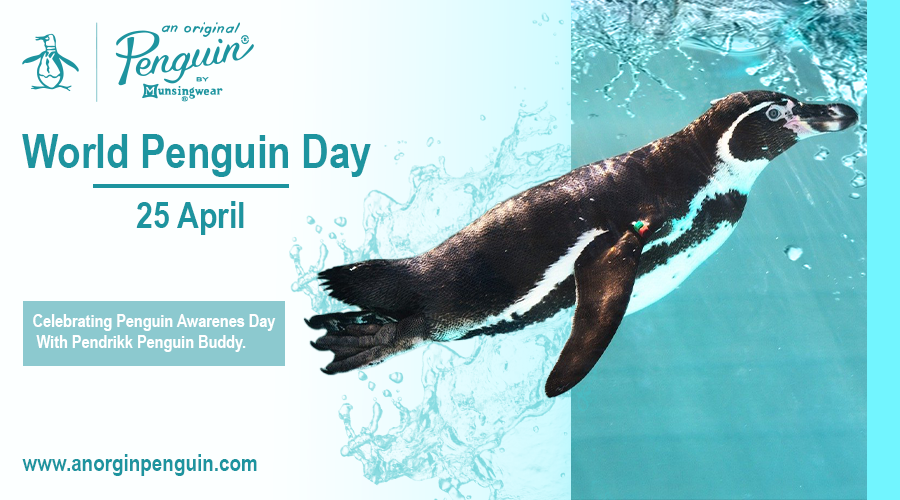 an original
Penguin®
BY
Munsingwear
®
World Penguin Day
25 April
Celebrating Penguin Awarenes Day
With Pendrikk Penguin Buddy.
www.anorginpenguin.com